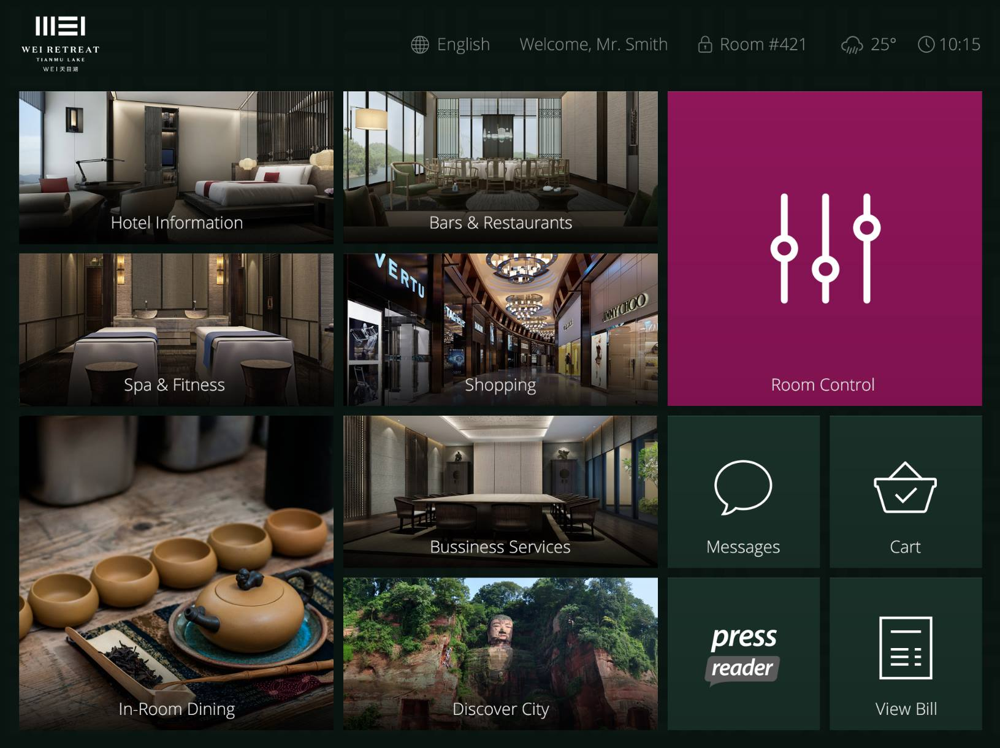 WEI RETREAT
TIANMU LAKE
WEI天目湖
English
Welcome, Mr. Smith
Room #421
25°
10:15
Hotel Information
Bars & Restaurants
Room Control
VERTU
TAGHeuer
JIMMY CHOO
Spa & Fitness
Shopping
Bussiness Services
Messages
Cart
In-Room Dining
Discover City
press
reader
View Bill